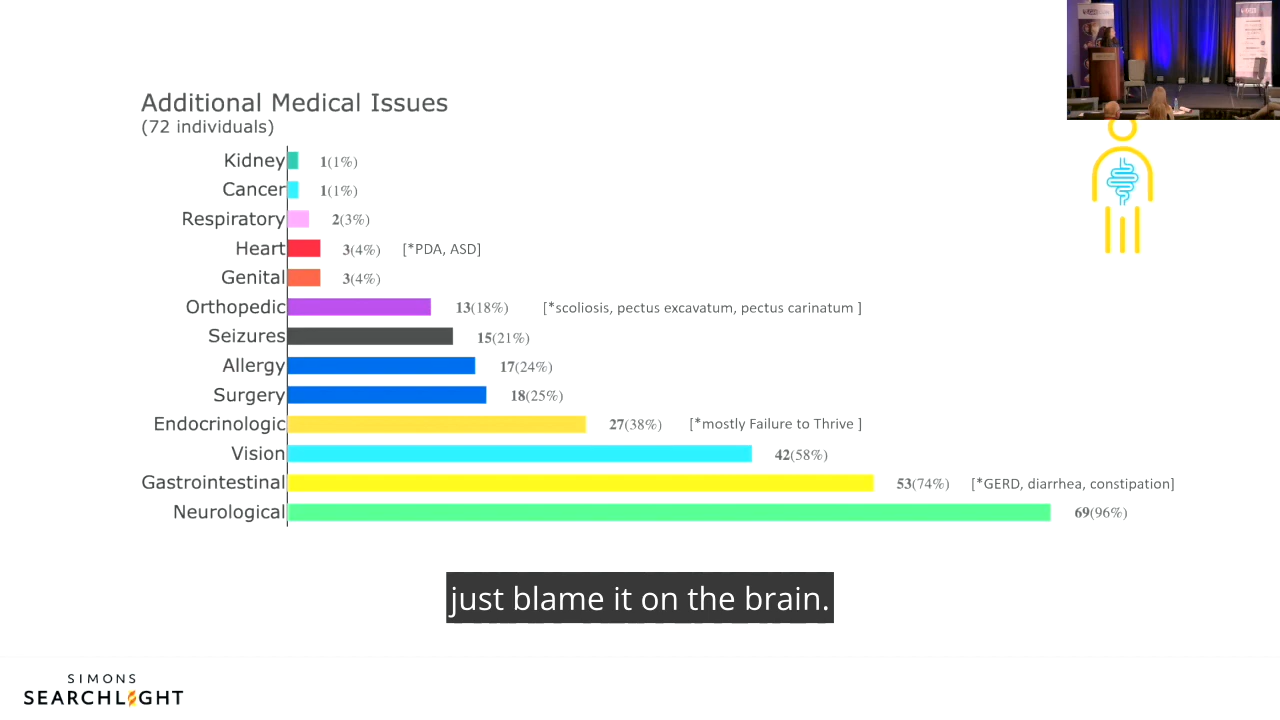 Additional Medical Issues
(72 individuals)
Kidney 1(1%)
Cancer 1(1%)
Respiratory 2(3%)
Heart 3(4%) [*PDA, ASD]
Genital 3(4%)
Orthopedic 13(18%) [*scoliosis, pectus excavatum, pectus carinatum ]
Seizures 15(21%)
Allergy 17(24%)
Surgery 18(25%)
Endocrinologic 27(38%) [*mostly Failure to Thrive ]
Vision 42(58%)
Gastrointestinal 53(74%) [*GERD, diarrhea, constipation]
Neurological 69(96%)
just blame it on the brain.
SIMONS
SEARCHLIGHT